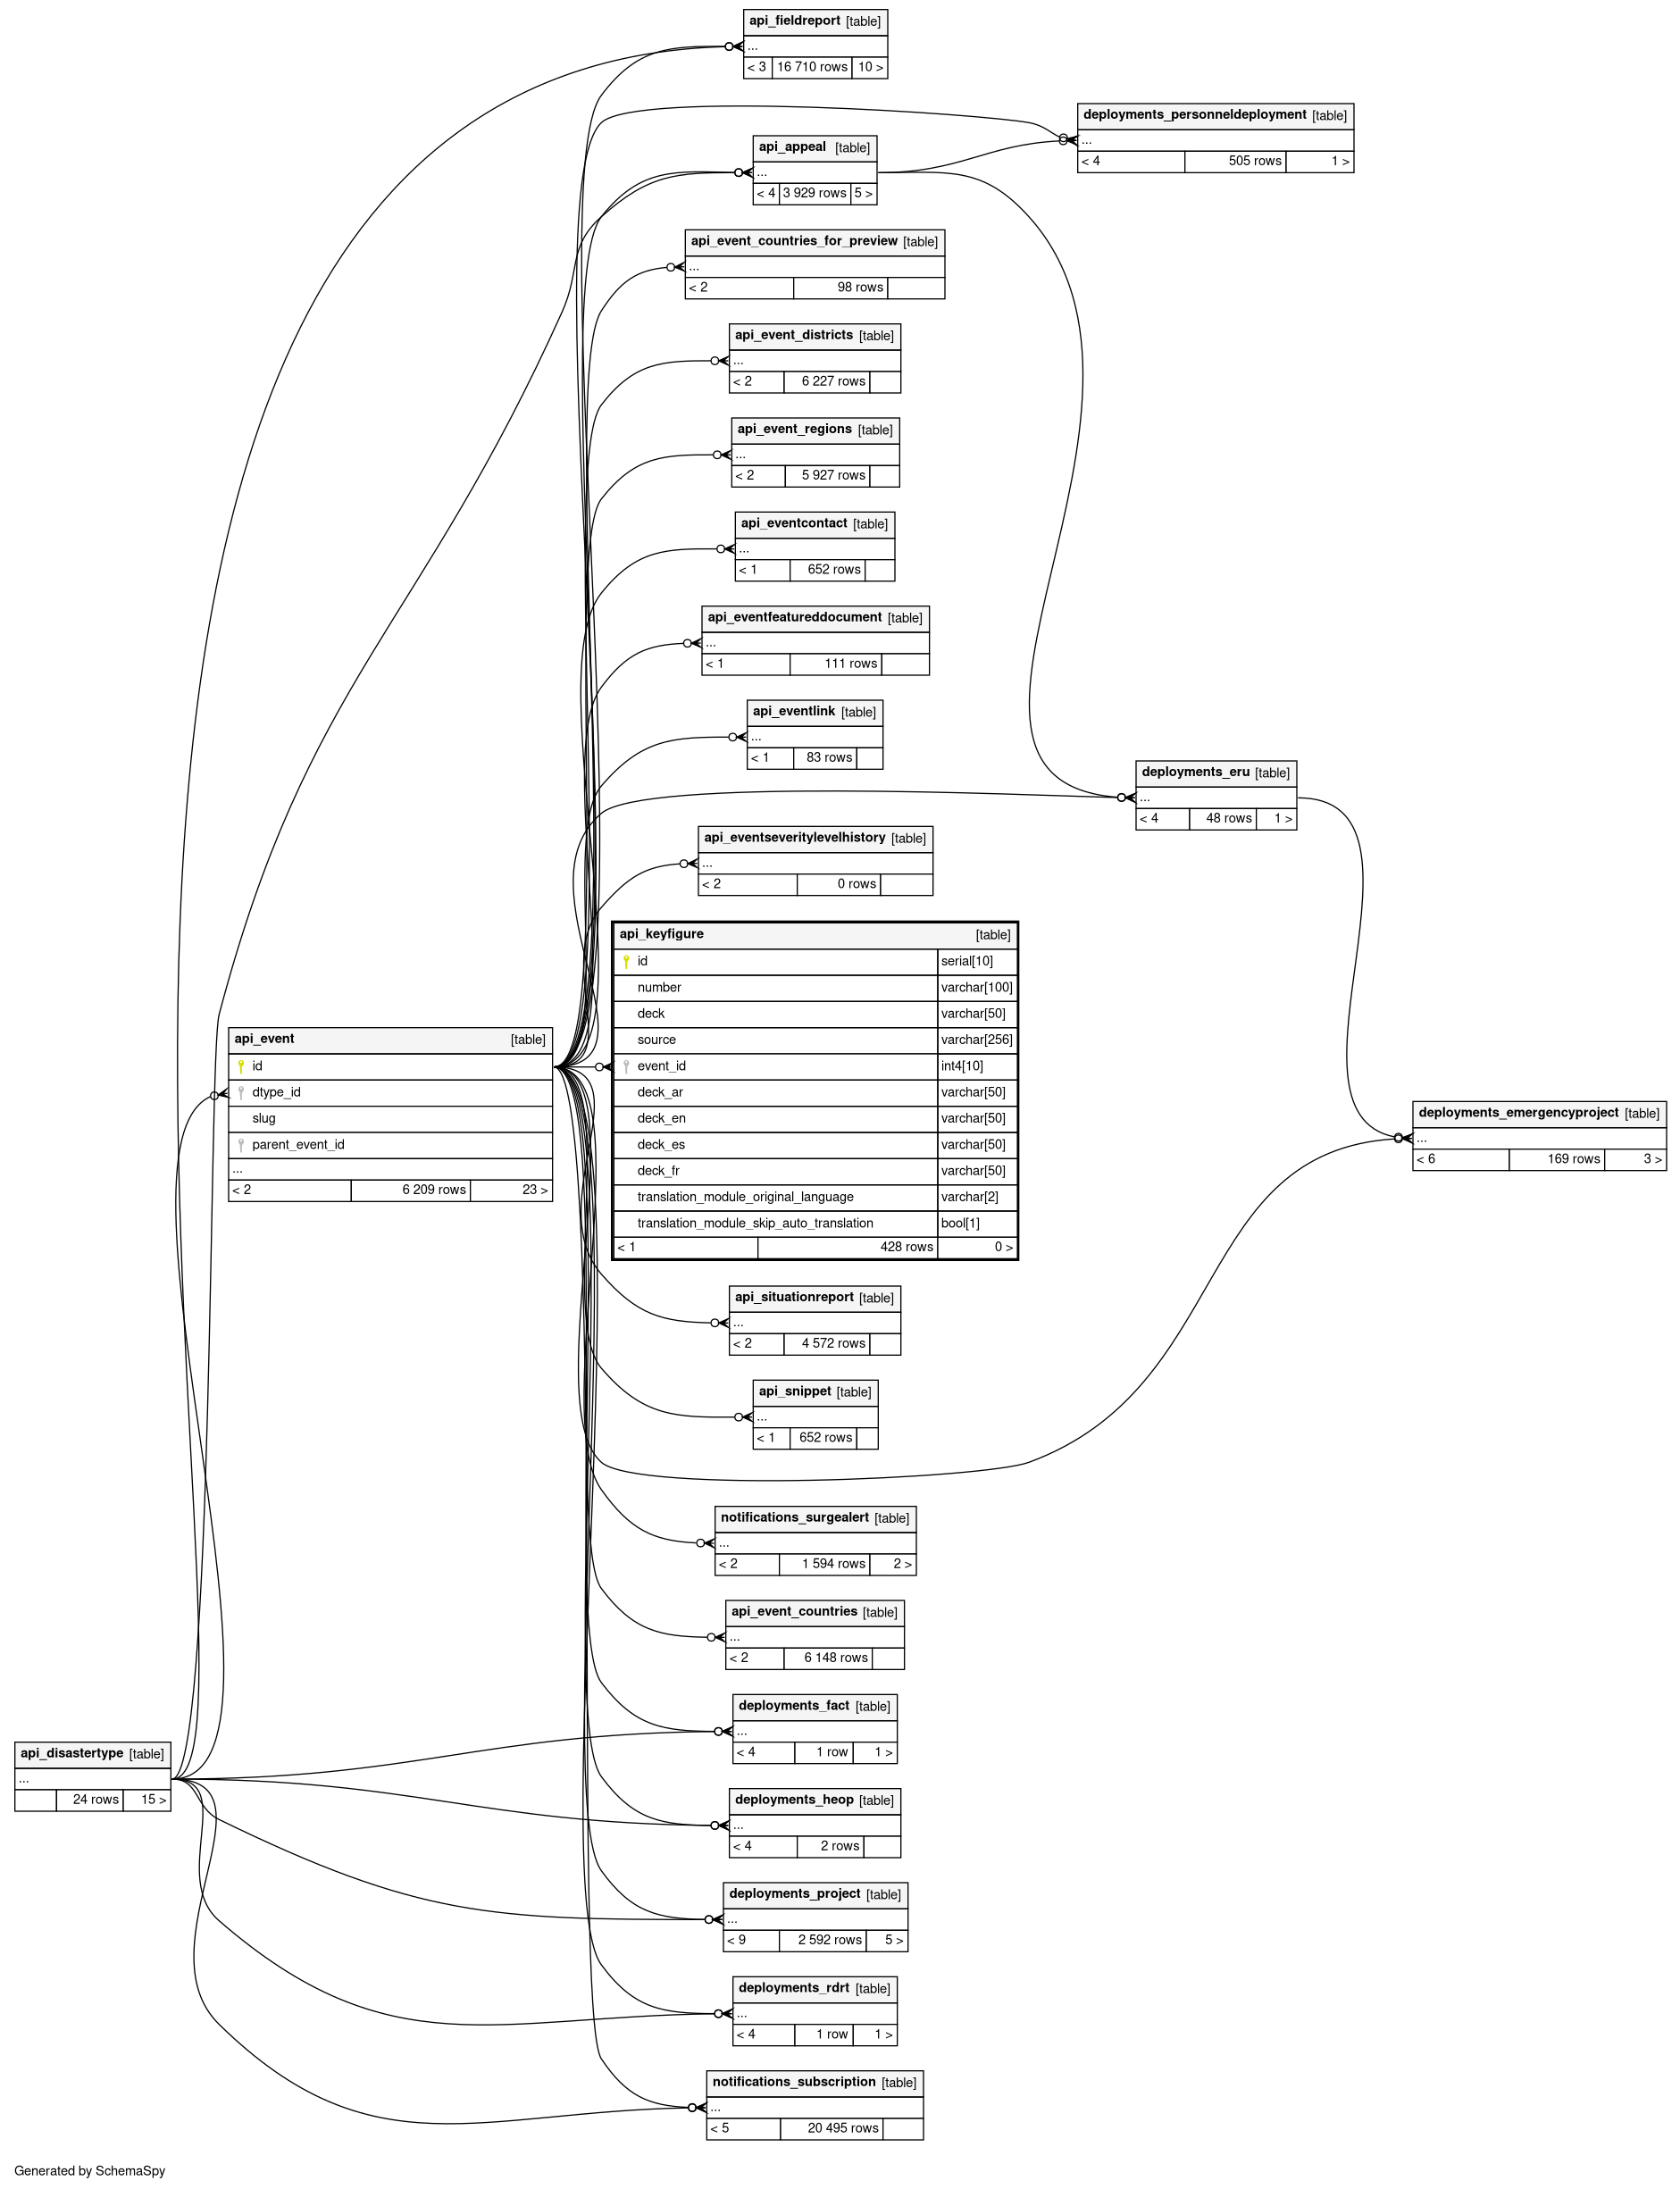 api_fieldreport [table]
...
< 3 16 710 rows 10 >
deployments_personneldeployment [table]
...
< 4 505 rows 1 >
api_appeal [table]
...
< 4 3 929 rows 5 >
api_event_countries_for_preview [table]
...
< 2 98 rows
api_event_districts [table]
...
< 2 6 227 rows
api_event_regions [table]
...
< 2 5 927 rows
api_eventcontact [table]
...
< 1 652 rows
api_eventfeatureddocument [table]
...
< 1 111 rows
api_eventlink [table]
...
< 1 83 rows
deployments_eru [table]
...
< 4 48 rows 1 >
api_eventseveritylevelhistory [table]
...
< 2 0 rows
api_keyfigure [table]
id serial[10]
number varchar[100]
deck varchar[50]
source varchar[256]
event_id int4[10]
deck_ar varchar[50]
deck_en varchar[50]
deck_es varchar[50]
deck_fr varchar[50]
translation_module_original_language varchar[2]
translation_module_skip_auto_translation bool[1]
< 1 428 rows 0 >
api_event [table]
id
dtype_id
slug
parent_event_id
...
< 2 6 209 rows 23 >
deployments_emergencyproject [table]
...
< 6 169 rows 3 >
api_situationreport [table]
...
< 2 4 572 rows
api_snippet [table]
...
< 1 652 rows
notifications_surgealert [table]
...
< 2 1 594 rows 2 >
api_event_countries [table]
...
< 2 6 148 rows
deployments_fact [table]
...
< 4 1 row 1 >
api_disastertype [table]
...
24 rows 15 >
deployments_heop [table]
...
< 4 2 rows
deployments_project [table]
...
< 9 2 592 rows 5 >
deployments_rdrt [table]
...
< 4 1 row 1 >
notifications_subscription [table]
...
< 5 20 495 rows
Generated by SchemaSpy